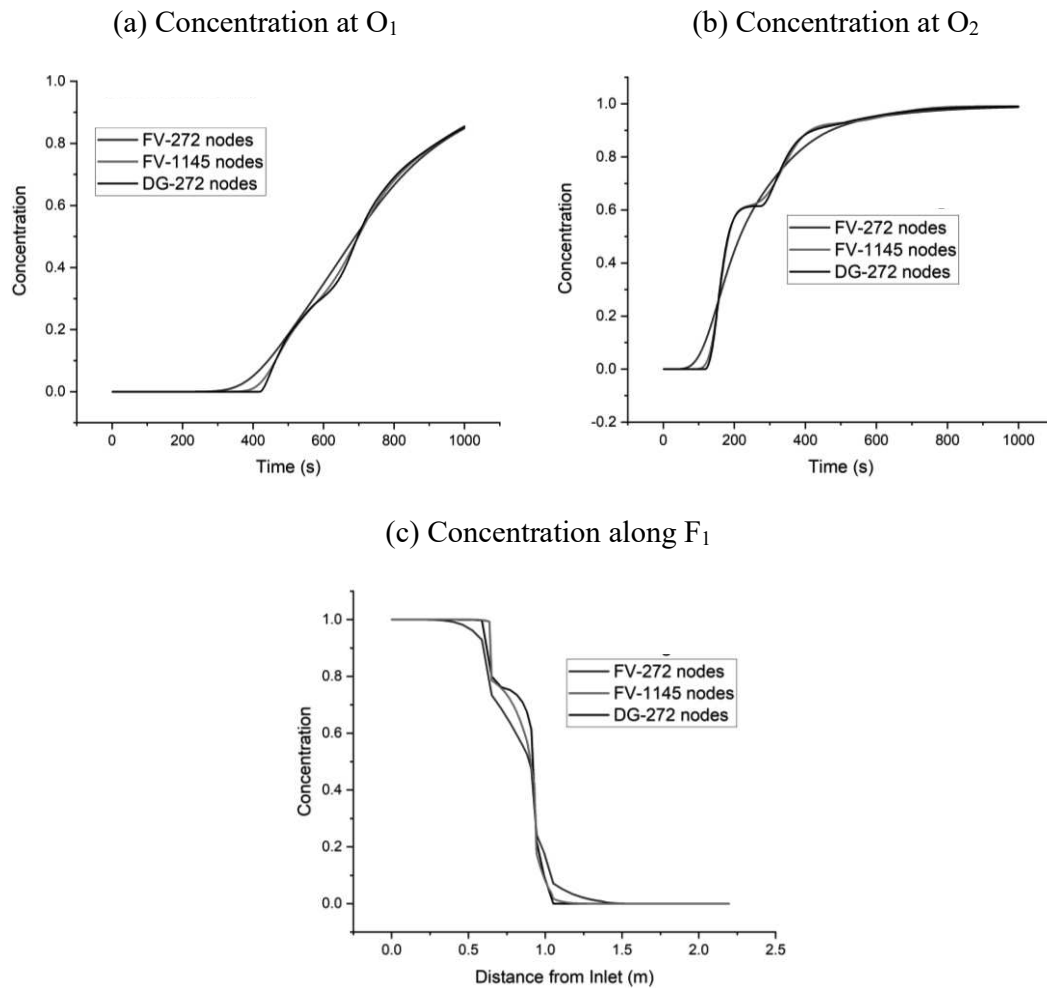 (a) Concentration at O₁
(b) Concentration at O₂
1.0
0.8
0.6
0.4
0.2
0.0
Concentration
FV-272 nodes
FV-1145 nodes
DG-272 nodes
0 200 400 600 800 1000
Time (s)
1.0
0.8
0.6
0.4
0.2
0.0
-0.2
Concentration
FV-272 nodes
FV-1145 nodes
DG-272 nodes
0 200 400 600 800 1000
Time (s)
(c) Concentration along F₁
1.0
0.8
0.6
0.4
0.2
0.0
Concentration
FV-272 nodes
FV-1145 nodes
DG-272 nodes
0.0 0.5 1.0 1.5 2.0 2.5
Distance from Inlet (m)